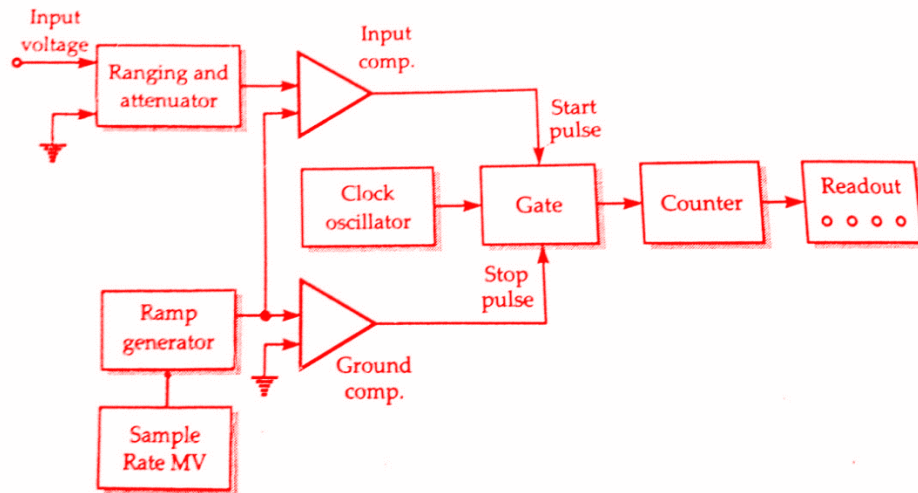 Input
voltage
Ranging and
attenuator
Input
comp.
Start
pulse
Clock
oscillator
Gate
Counter
Readout
Stop
pulse
Ramp
generator
Ground
comp.
Sample
Rate MV